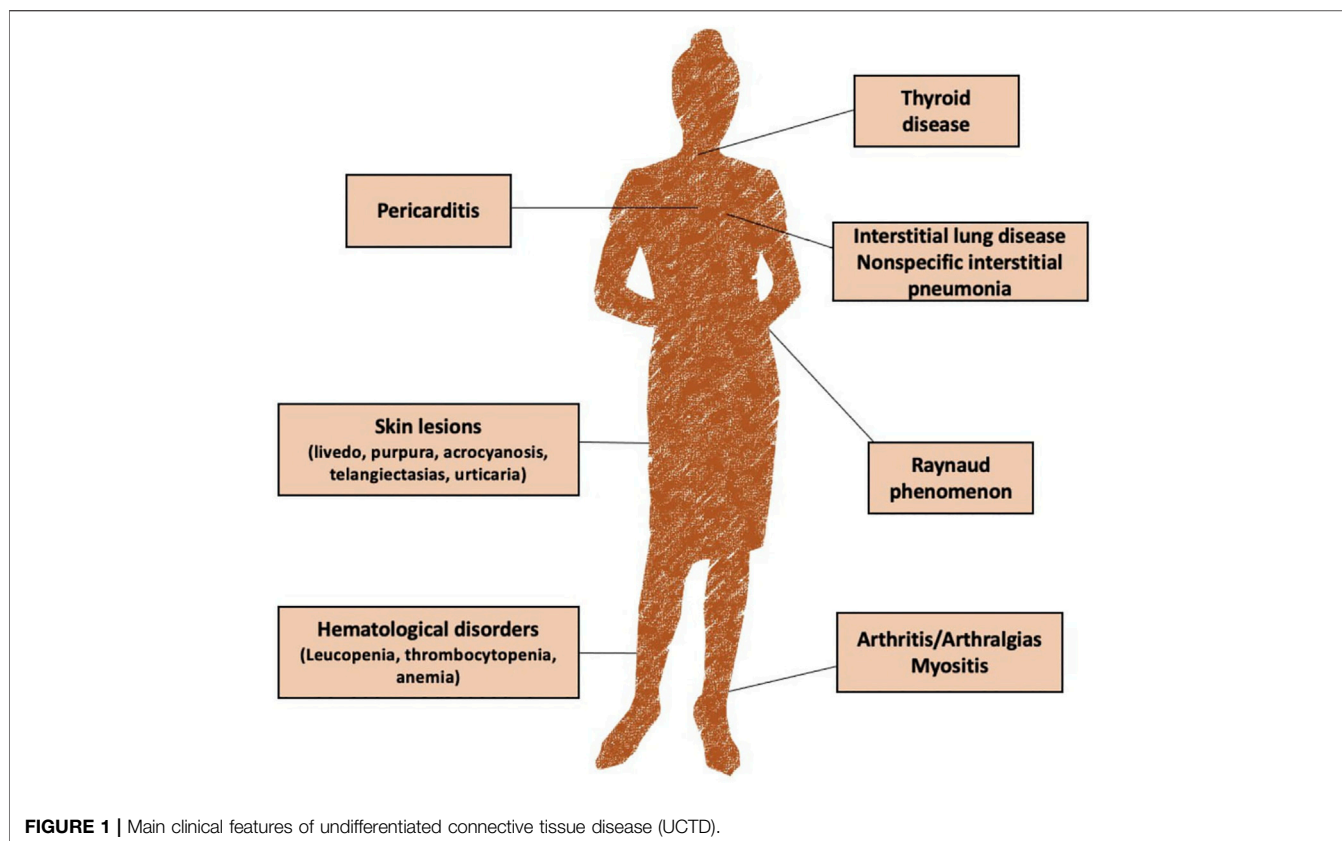 Thyroid
disease
Pericarditis
Interstitial lung disease
Nonspecific interstitial
pneumonia
Skin lesions
(livedo, purpura, acrocyanosis,
telangiectasias, urticaria)
Raynaud
phenomenon
Hematological disorders
(Leucopenia, thrombocytopenia,
anemia)
Arthritis/Arthralgias
Myositis
FIGURE 1 | Main clinical features of undifferentiated connective tissue disease (UCTD).